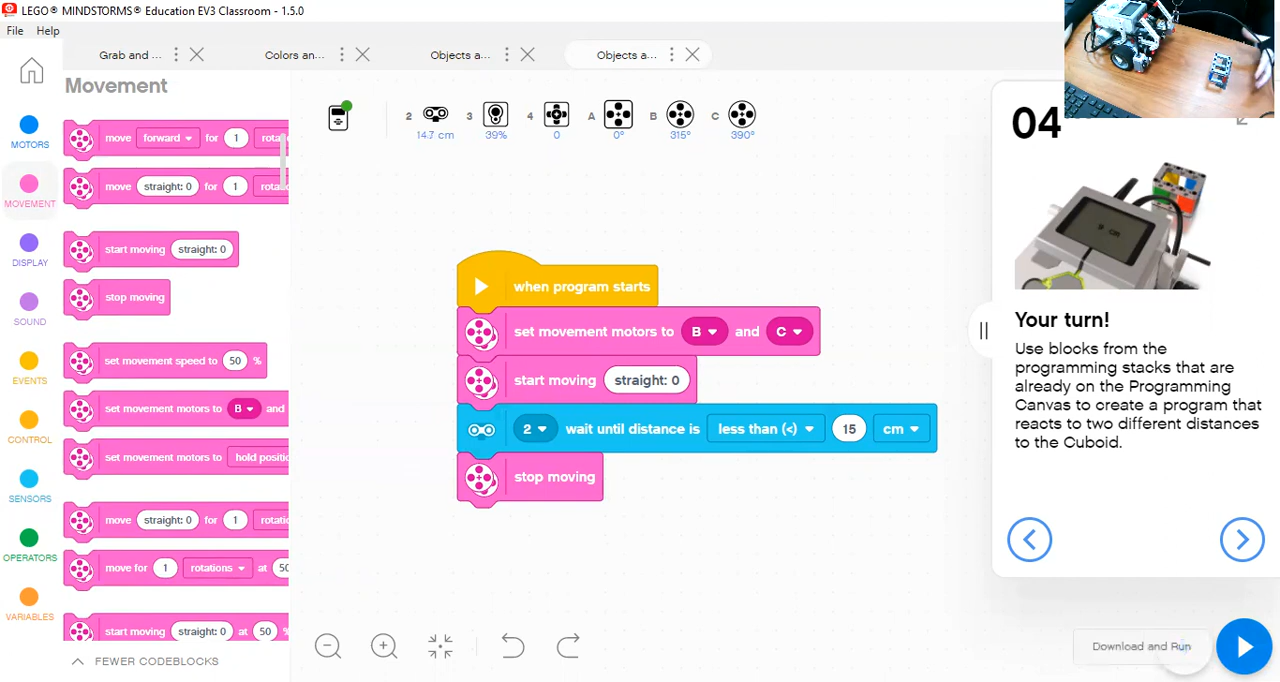 LEGO® MINDSTORMS® Education EV3 Classroom - 1.5.0
File Help
Grab and ...
Colors an...
Objects a...
Objects a...
Movement
MOTORS
MOVEMENT
DISPLAY
SOUND
EVENTS
CONTROL
SENSORS
OPERATORS
VARIABLES
move forward for 1 rota
move straight: 0 for 1 rota
start moving straight: 0
stop moving
set movement speed to 50 %
set movement motors to B and
set movement motors to hold positi
move straight: 0 for 1 rotati
move for 1 rotations at 50
start moving straight: 0 at 50 %
FEWER CODEBLOCKS
2 3 4 A B C
14.7 cm 39% 0 0° 315° 390°
when program starts
set movement motors to B and C
start moving straight: 0
2 wait until distance is less than (<) 15 cm
stop moving
04
Your turn!
Use blocks from the
programming stacks that are
already on the Programming
Canvas to create a program that
reacts to two different distances
to the Cuboid.
Download and Run